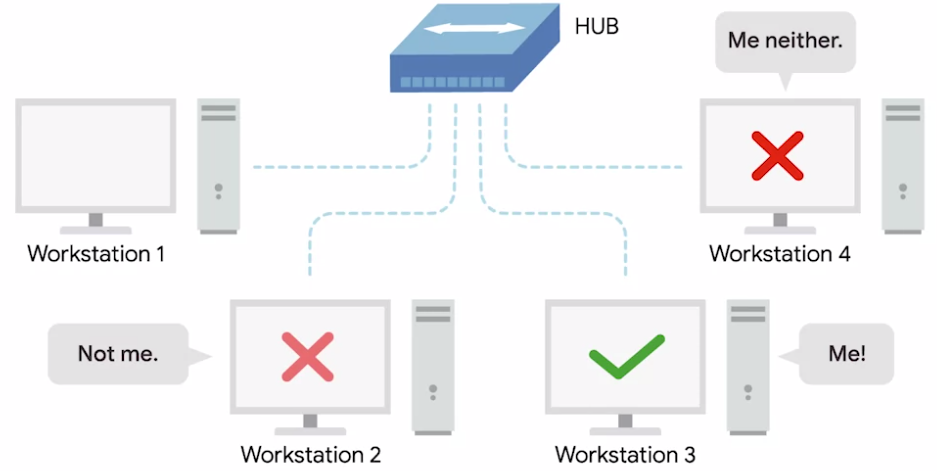 HUB
Me neither.
Workstation 1
Workstation 4
Not me.
Me!
Workstation 2
Workstation 3